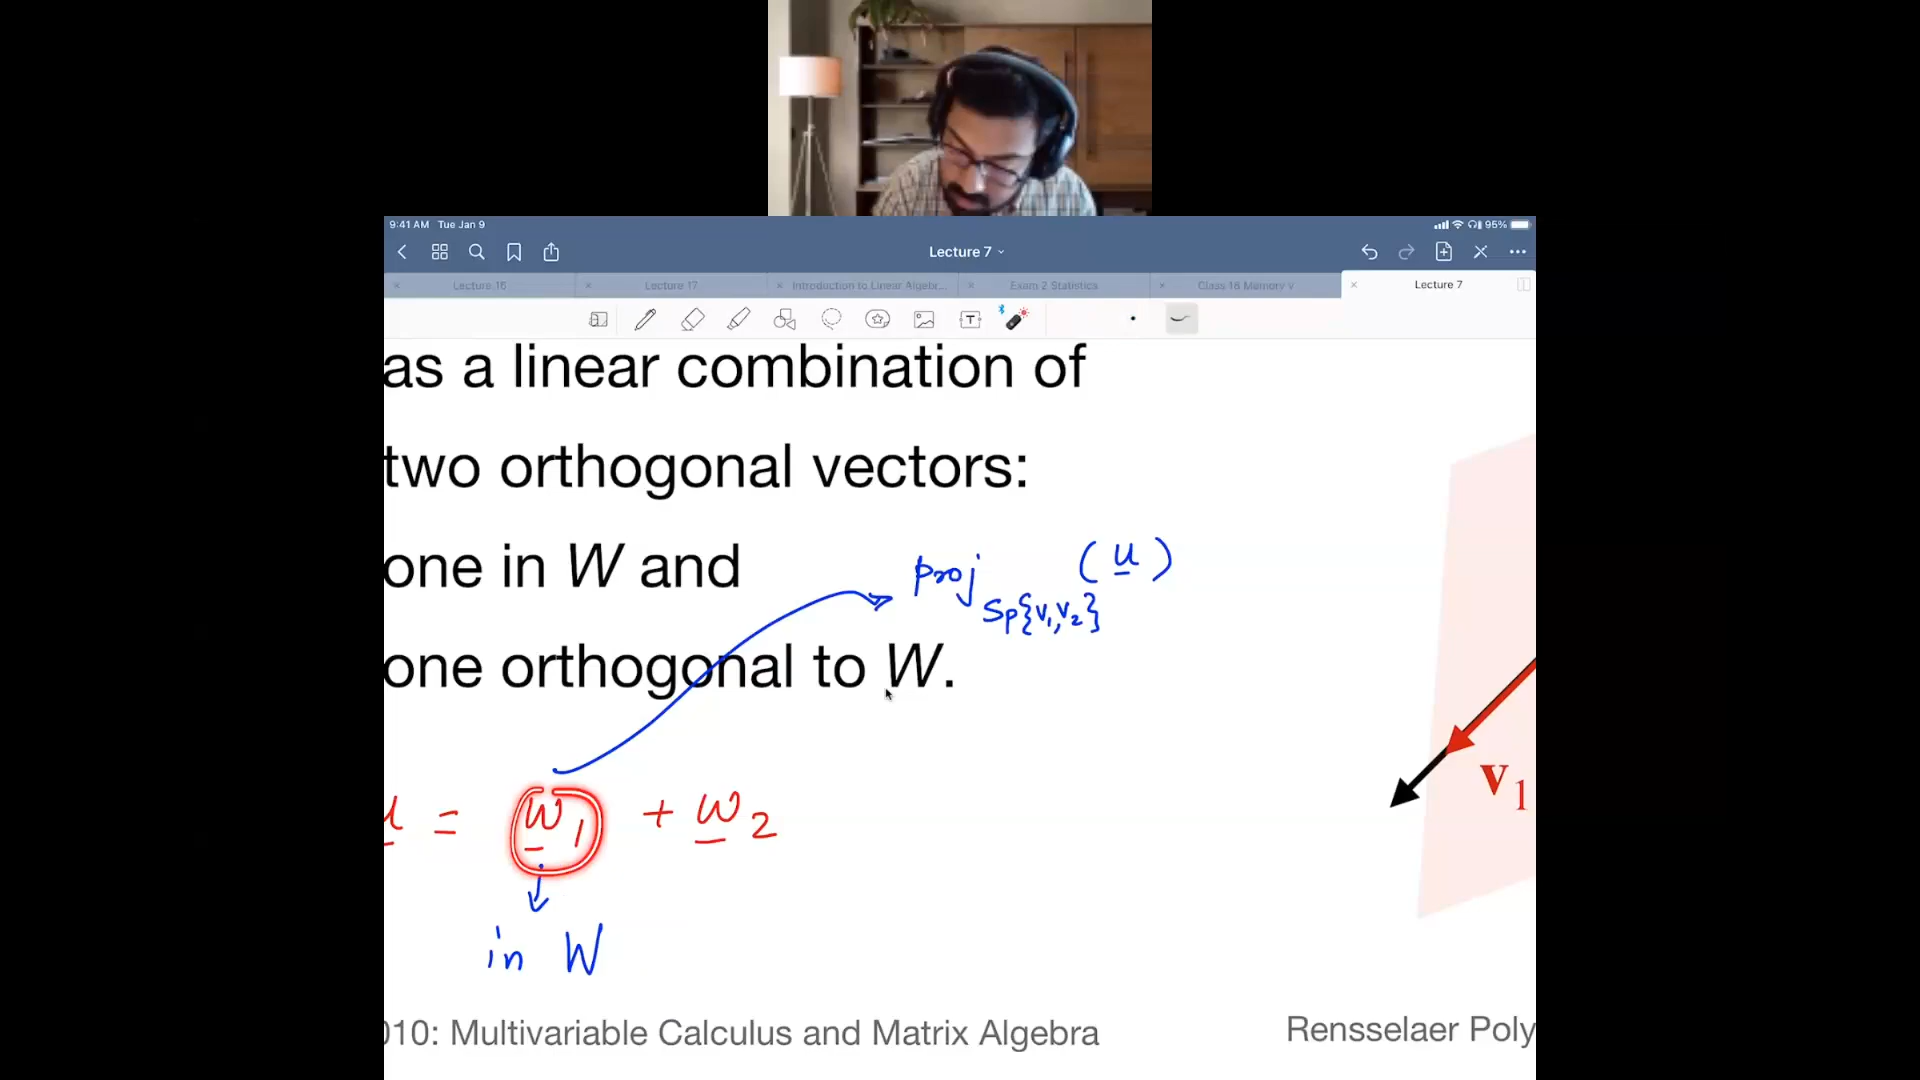 9:41 AM Tue Jan 9
95%
Lecture 7
Lecture 16
Lecture 17
Introduction to Linear Algebr...
Exam 2 Statistics
Class 16 Memory v
Lecture 7
T
as a linear combination of
two orthogonal vectors:
one in W and
proj Sp{v₁,v₂} (u)
one orthogonal to W.
v₁
u = w₁ + w₂
in W
010: Multivariable Calculus and Matrix Algebra
Rensselaer Poly